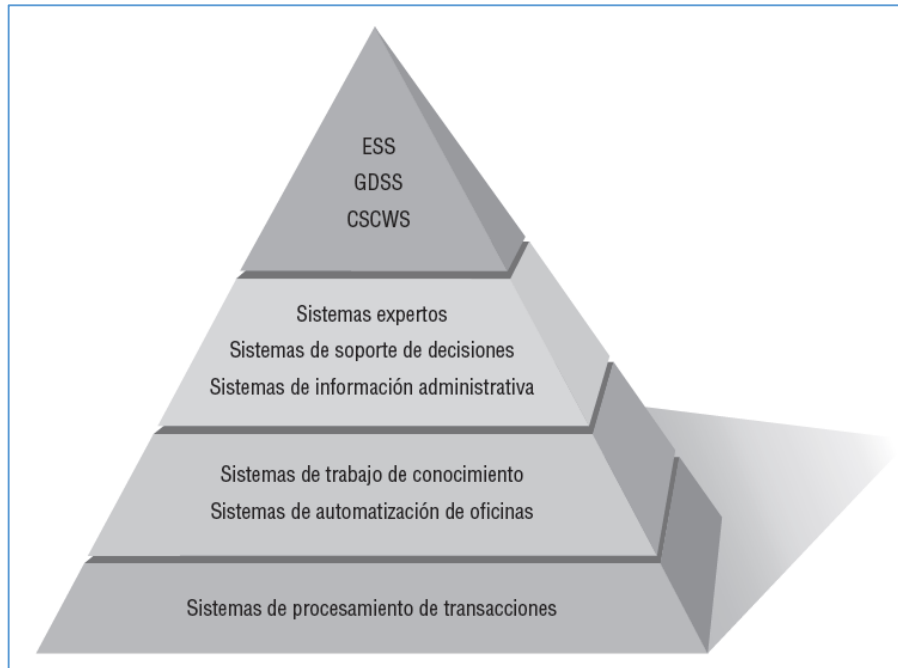 ESS
GDSS
CSCWS
Sistemas expertos
Sistemas de soporte de decisiones
Sistemas de información administrativa
Sistemas de trabajo de conocimiento
Sistemas de automatización de oficinas
Sistemas de procesamiento de transacciones